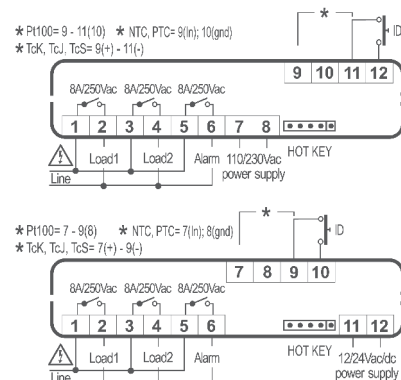 * Pt100= 9 - 11(10) * NTC, PTC= 9(In); 10(gnd)
* TcK, TcJ, TcS= 9(+) - 11(-)
*
ID
9 10 11 12
8A/250Vac 8A/250Vac 8A/250Vac
1 2 3 4 5 6 7 8
Load1 Load2 Alarm 110/230Vac HOT KEY
power supply
Line
* Pt100= 7 - 9(8) * NTC, PTC= 7(In); 8(gnd)
* TcK, TcJ, TcS= 7(+) - 9(-)
*
ID
7 8 9 10
8A/250Vac 8A/250Vac 8A/250Vac
1 2 3 4 5 6 11 12
Load1 Load2 Alarm HOT KEY 12/24Vac/dc
power supply
Line